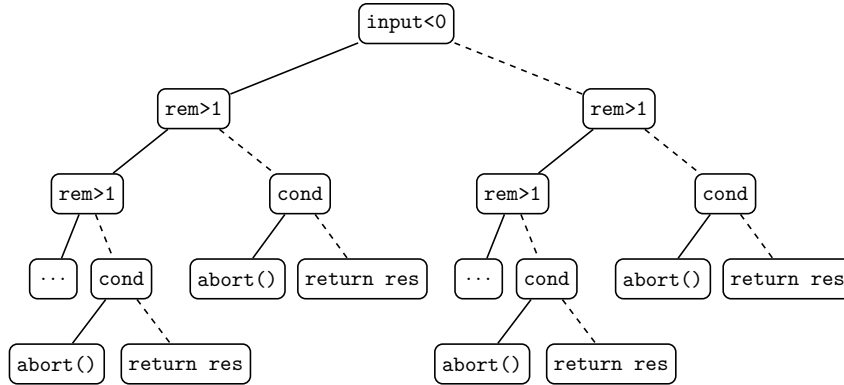 input<0
rem>1 rem>1
rem>1 cond rem>1 cond
··· cond abort() return res ··· cond abort() return res
abort() return res abort() return res